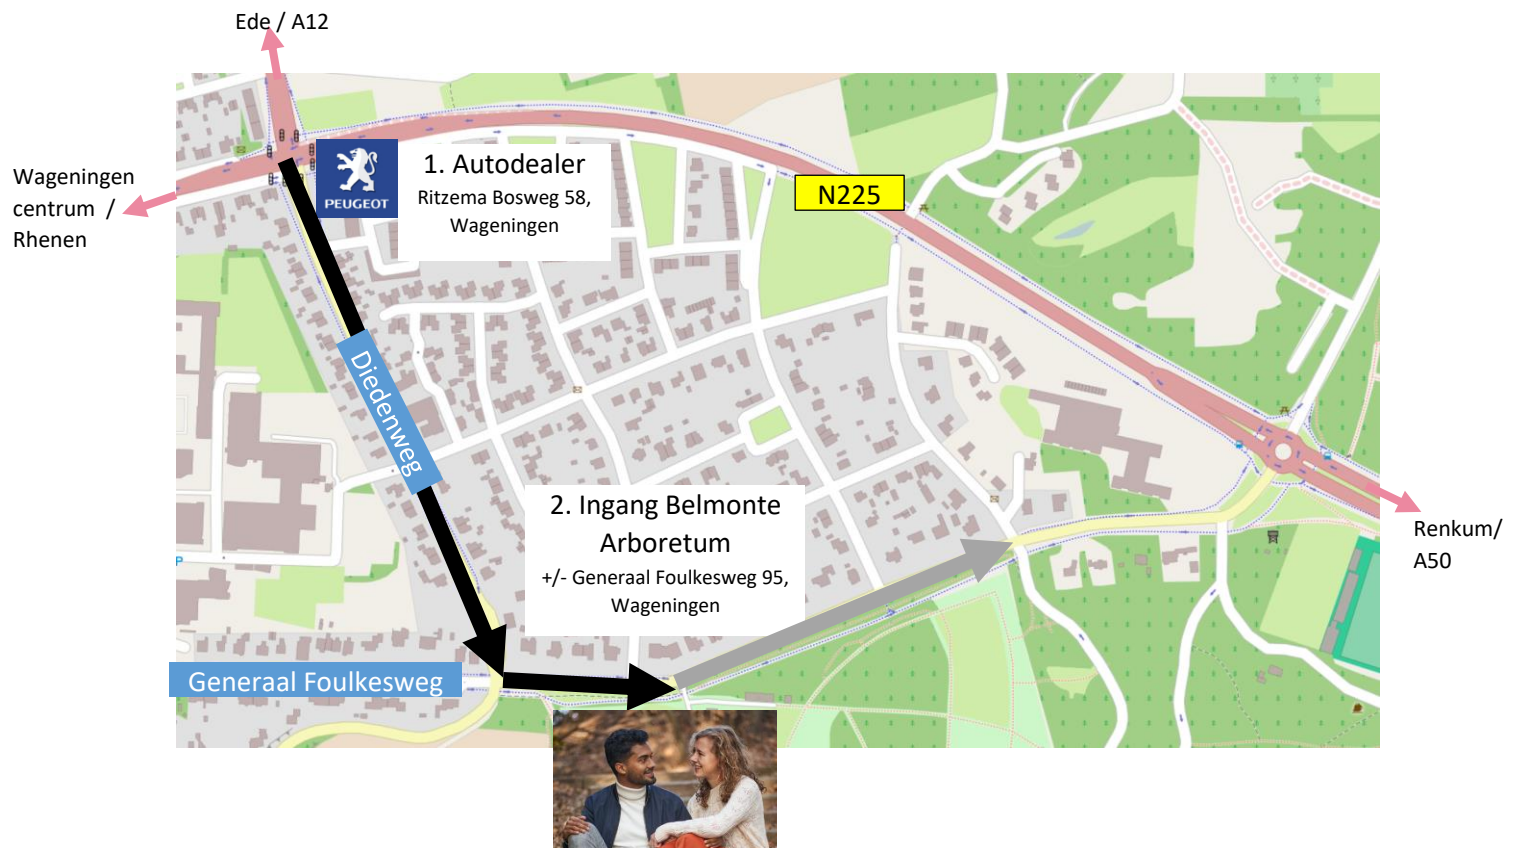 Ede / A12
Wageningen
centrum /
Rhenen
PEUGEOT
1. Autodealer
Ritzema Bosweg 58,
Wageningen
N225
Diedenweg
2. Ingang Belmonte
Arboretum
+/- Generaal Foulkesweg 95,
Wageningen
Renkum/
A50
P
Generaal Foulkesweg